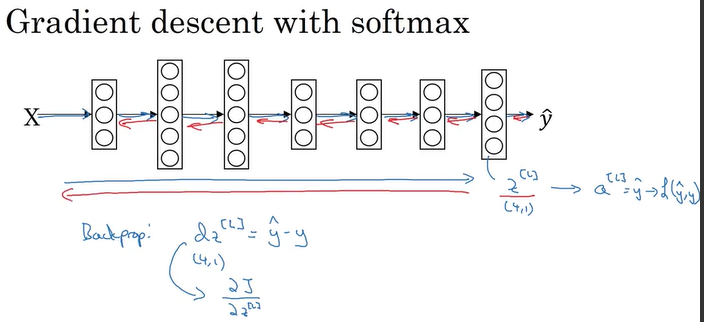 Gradient descent with softmax
X
ŷ
z^[L] → a^[L] = ŷ → L(ŷ, y)
(4,1)
Backprop: dz^[L] = ŷ - y
(4,1)
∂J
∂z^[L]